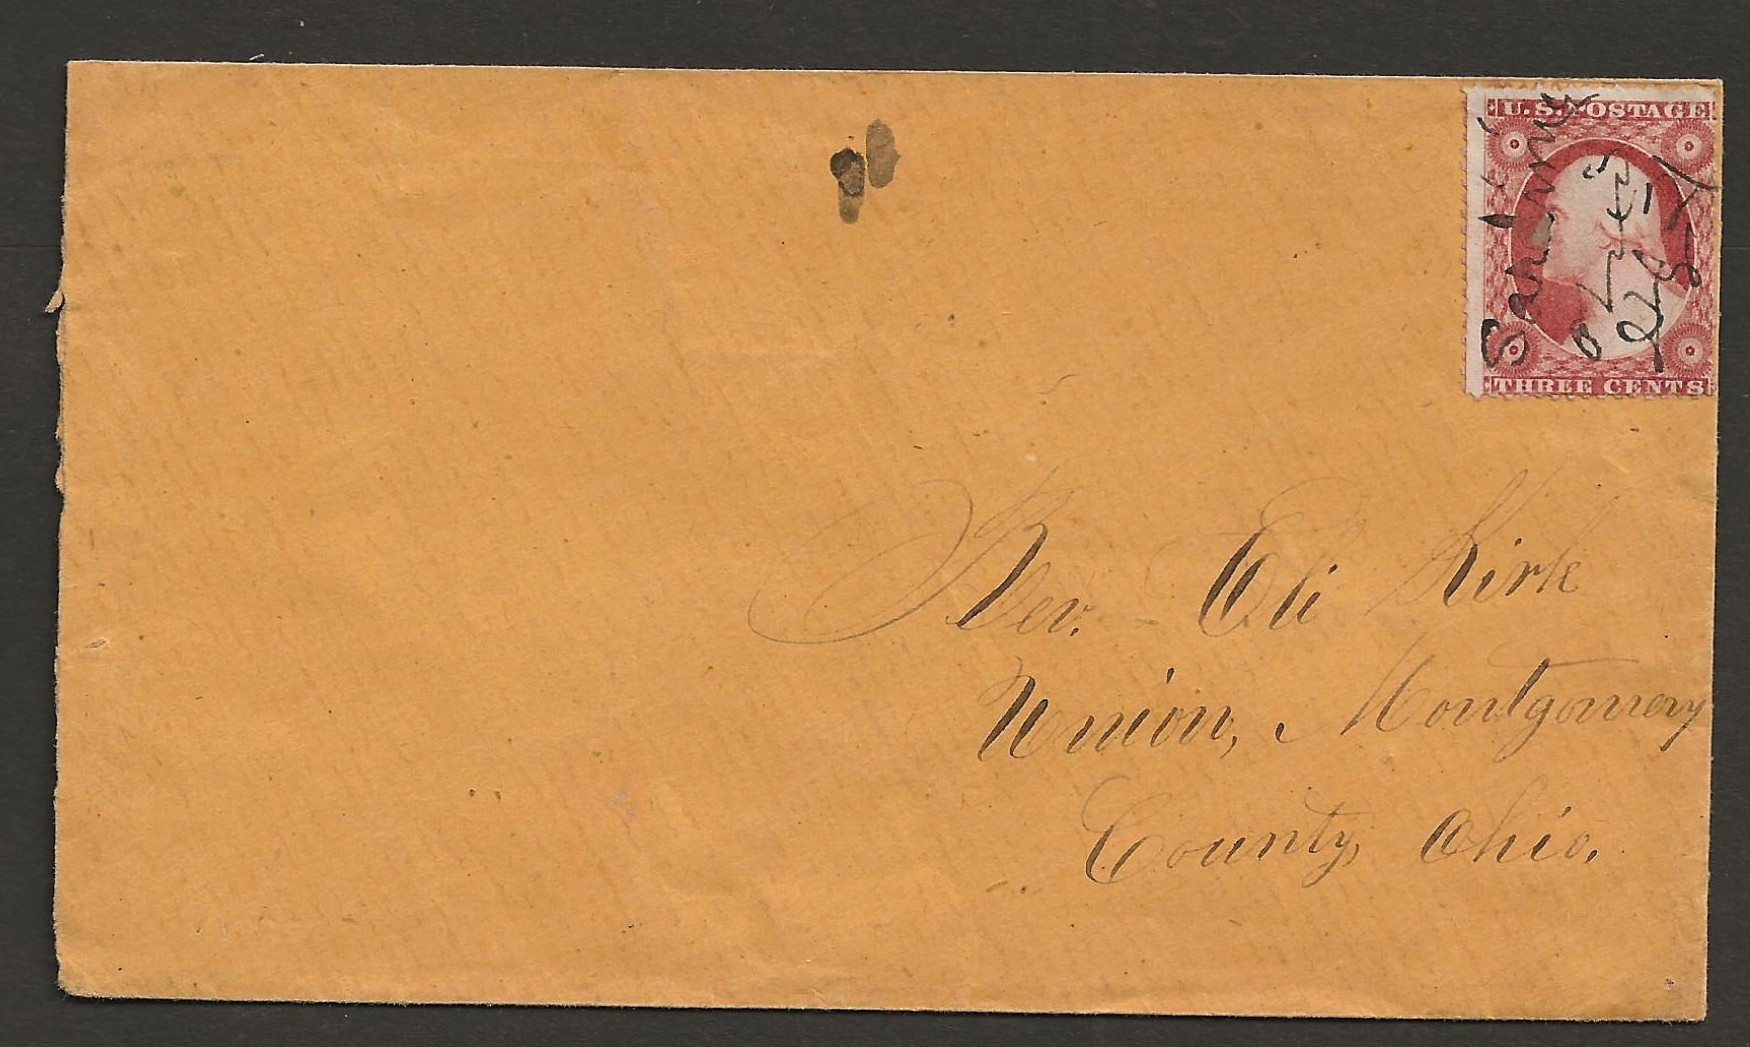 U.S. POSTAGE
THREE CENTS
Rev. Eli Kirk
Union, Montgomery
County, Ohio.